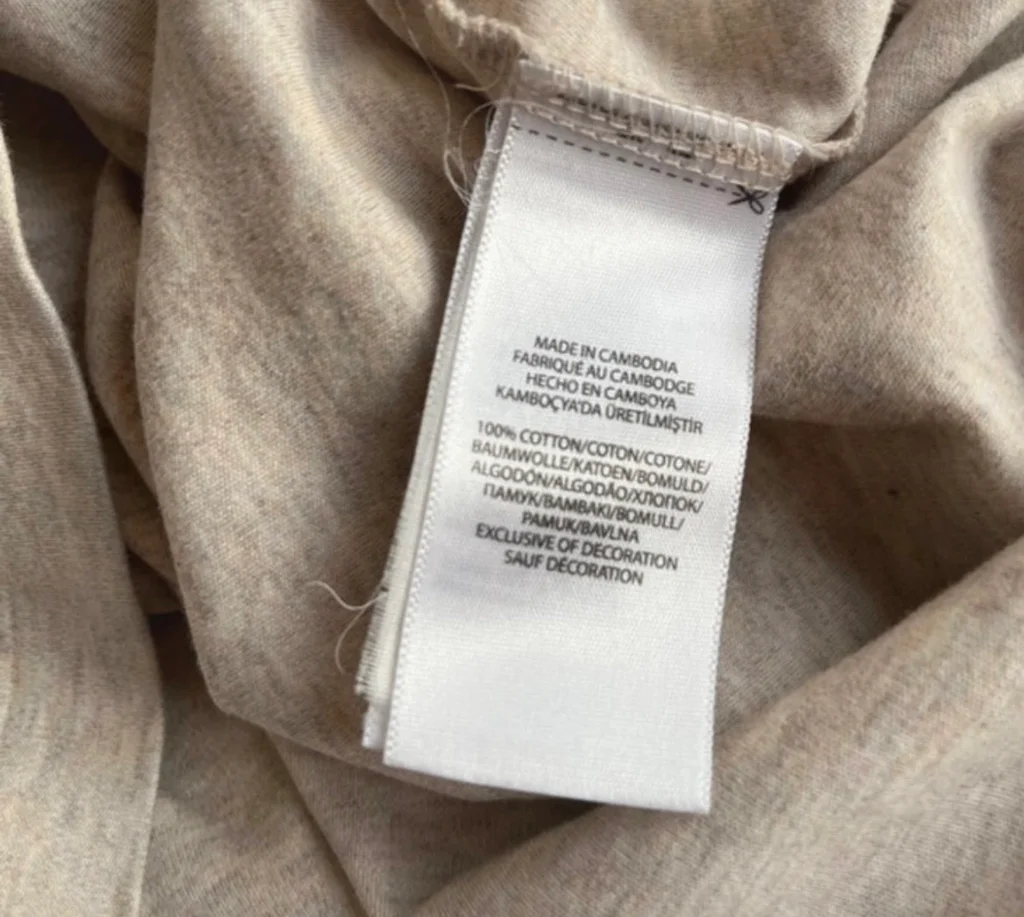 MADE IN CAMBODIA
FABRIQUÉ AU CAMBODGE
HECHO EN CAMBOYA
KAMBOÇYA'DA ÜRETİLMİŞTİR
100% COTTON/COTON/COTONE/
BAUMWOLLE/KATOEN/BOMULD/
ALGODÓN/ALGODÃO/ХЛОПОК/
ПАМУК/ΒΑΜΒΑΚΙ/BOMULL/
PAMUK/BAVLNA
EXCLUSIVE OF DECORATION
SAUF DÉCORATION